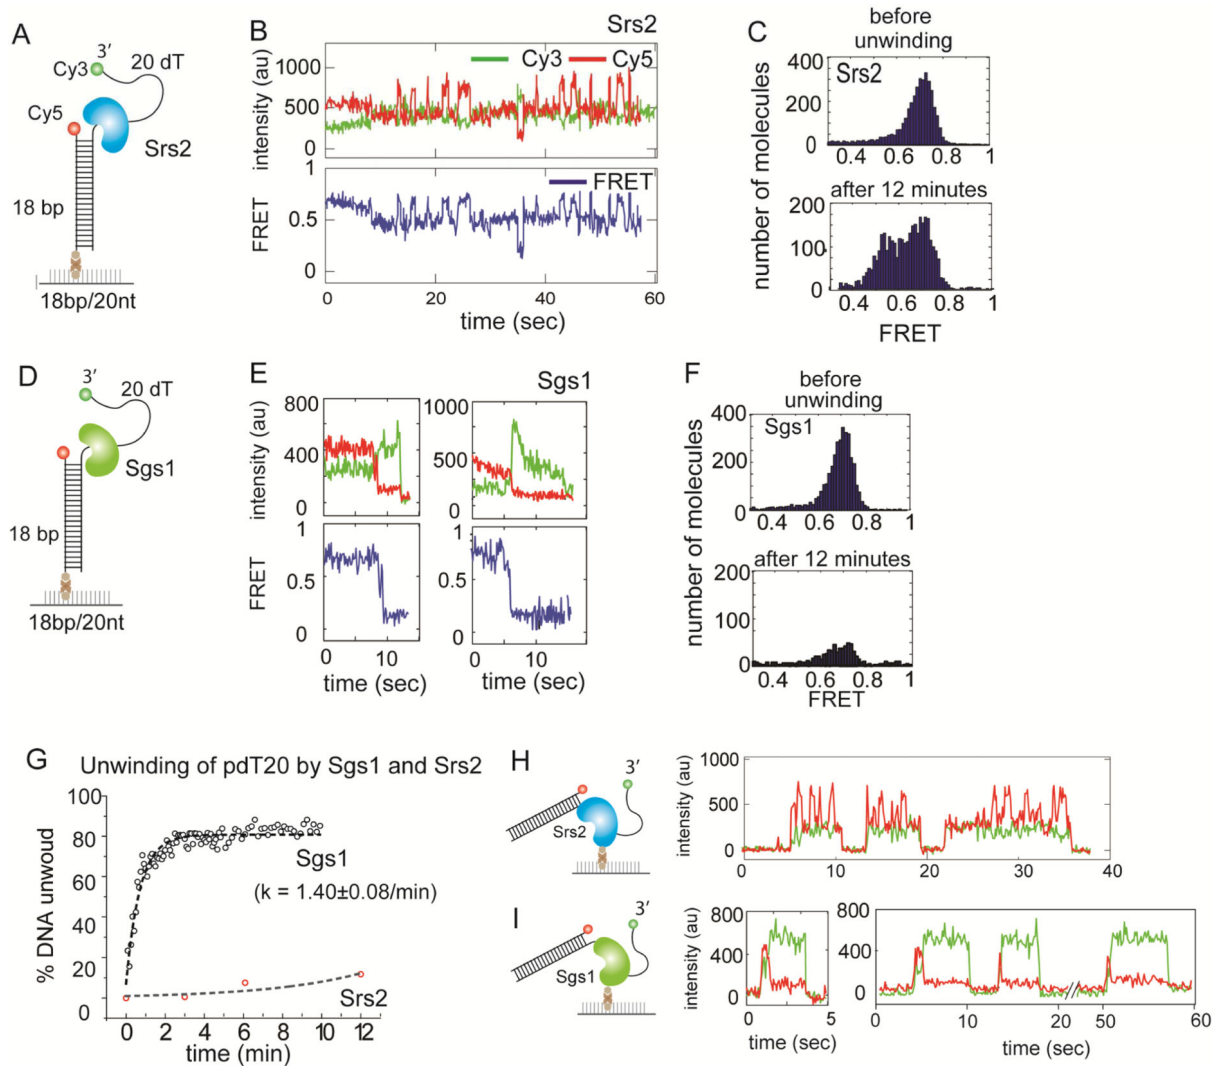 A
3′
20 dT
Cy3
Cy5
Srs2
18 bp
18bp/20nt
B
Srs2
Cy3
Cy5
intensity (au)
1000
500
0
FRET
FRET
1
0.5
0
0
20
40
60
time (sec)
C
before
unwinding
Srs2
400
200
0
0.4
0.6
0.8
1
after 12 minutes
200
100
0
0.4
0.6
0.8
1
number of molecules
FRET
D
3′
20 dT
Sgs1
18 bp
18bp/20nt
E
Sgs1
intensity (au)
800
400
0
1000
500
0
FRET
1
0.5
0
1
0.5
0
0
10
time (sec)
0
10
time (sec)
F
before
unwinding
Sgs1
400
200
0
0.4
0.6
0.8
1
after 12 minutes
200
100
0
0.4
0.6
0.8
1
number of molecules
FRET
G
Unwinding of pdT20 by Sgs1 and Srs2
% DNA unwoud
100
80
60
40
20
0
Sgs1
(k = 1.40±0.08/min)
Srs2
0
2
4
6
8
10
12
time (min)
H
3′
Srs2
intensity (au)
1000
500
0
0
10
20
30
40
I
3′
Sgs1
intensity (au)
800
400
0
0
5
time (sec)
800
400
0
0
10
20
50
60
time (sec)